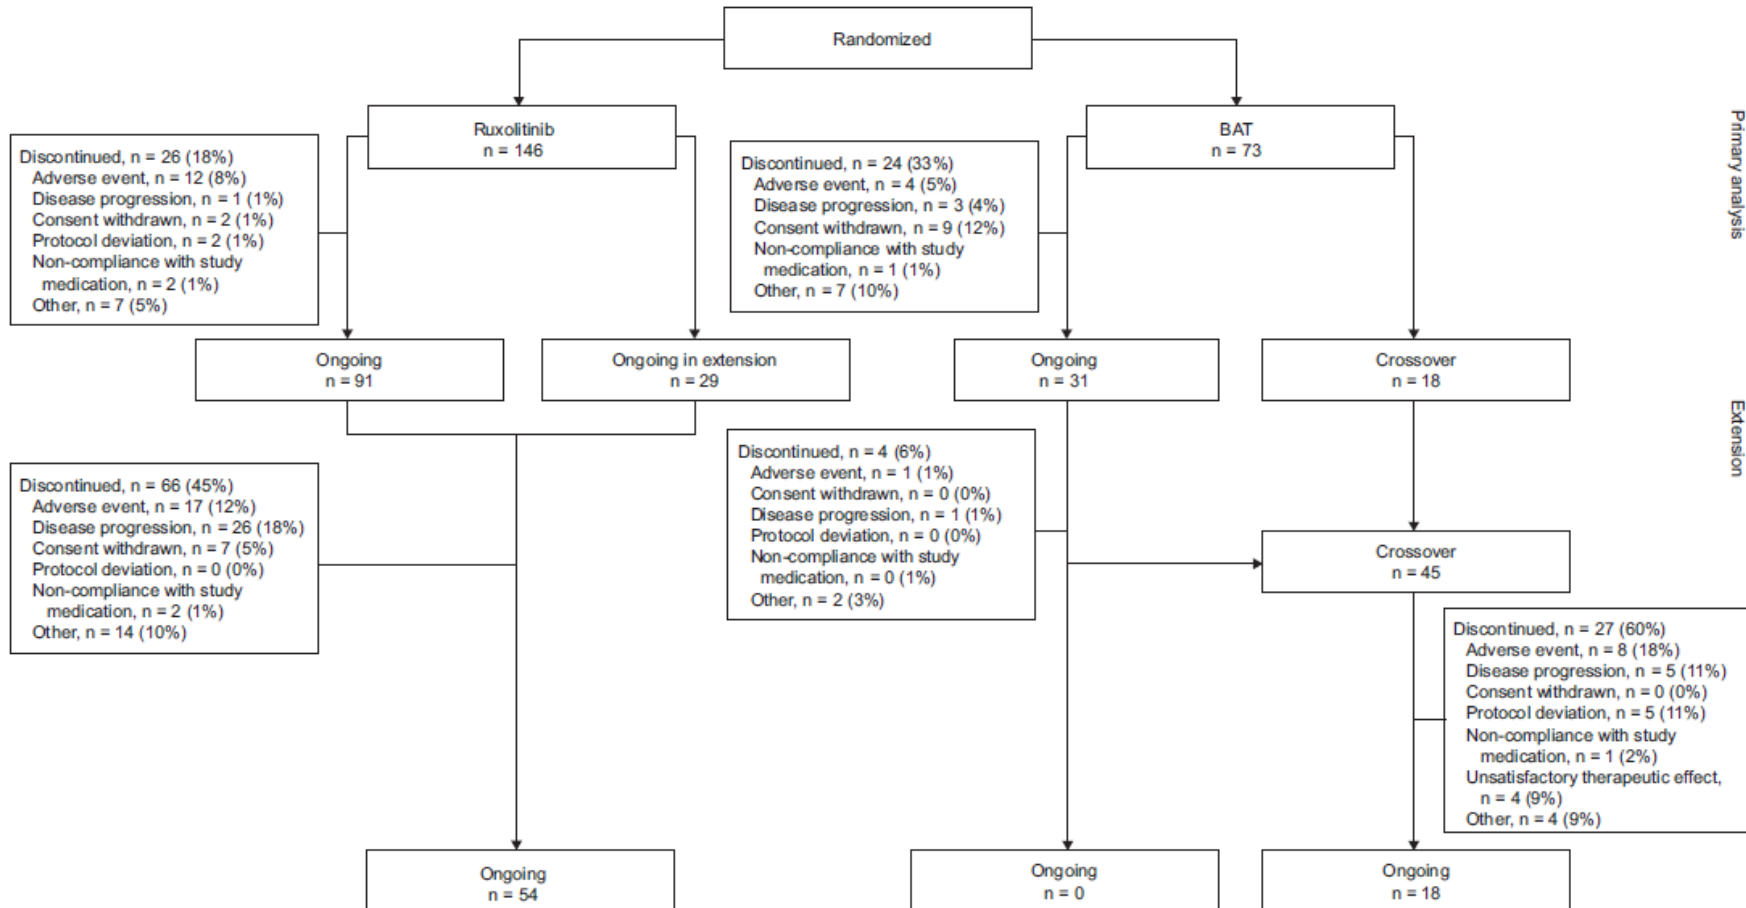 Randomized
Ruxolitinib
n = 146
BAT
n = 73
Primary analysis
Discontinued, n = 26 (18%)
Adverse event, n = 12 (8%)
Disease progression, n = 1 (1%)
Consent withdrawn, n = 2 (1%)
Protocol deviation, n = 2 (1%)
Non-compliance with study
medication, n = 2 (1%)
Other, n = 7 (5%)
Discontinued, n = 24 (33%)
Adverse event, n = 4 (5%)
Disease progression, n = 3 (4%)
Consent withdrawn, n = 9 (12%)
Non-compliance with study
medication, n = 1 (1%)
Other, n = 7 (10%)
Ongoing
n = 91
Ongoing in extension
n = 29
Ongoing
n = 31
Crossover
n = 18
Extension
Discontinued, n = 66 (45%)
Adverse event, n = 17 (12%)
Disease progression, n = 26 (18%)
Consent withdrawn, n = 7 (5%)
Protocol deviation, n = 0 (0%)
Non-compliance with study
medication, n = 2 (1%)
Other, n = 14 (10%)
Discontinued, n = 4 (6%)
Adverse event, n = 1 (1%)
Consent withdrawn, n = 0 (0%)
Disease progression, n = 1 (1%)
Protocol deviation, n = 0 (0%)
Non-compliance with study
medication, n = 0 (1%)
Other, n = 2 (3%)
Crossover
n = 45
Discontinued, n = 27 (60%)
Adverse event, n = 8 (18%)
Disease progression, n = 5 (11%)
Consent withdrawn, n = 0 (0%)
Protocol deviation, n = 5 (11%)
Non-compliance with study
medication, n = 1 (2%)
Unsatisfactory therapeutic effect,
n = 4 (9%)
Other, n = 4 (9%)
Ongoing
n = 54
Ongoing
n = 0
Ongoing
n = 18